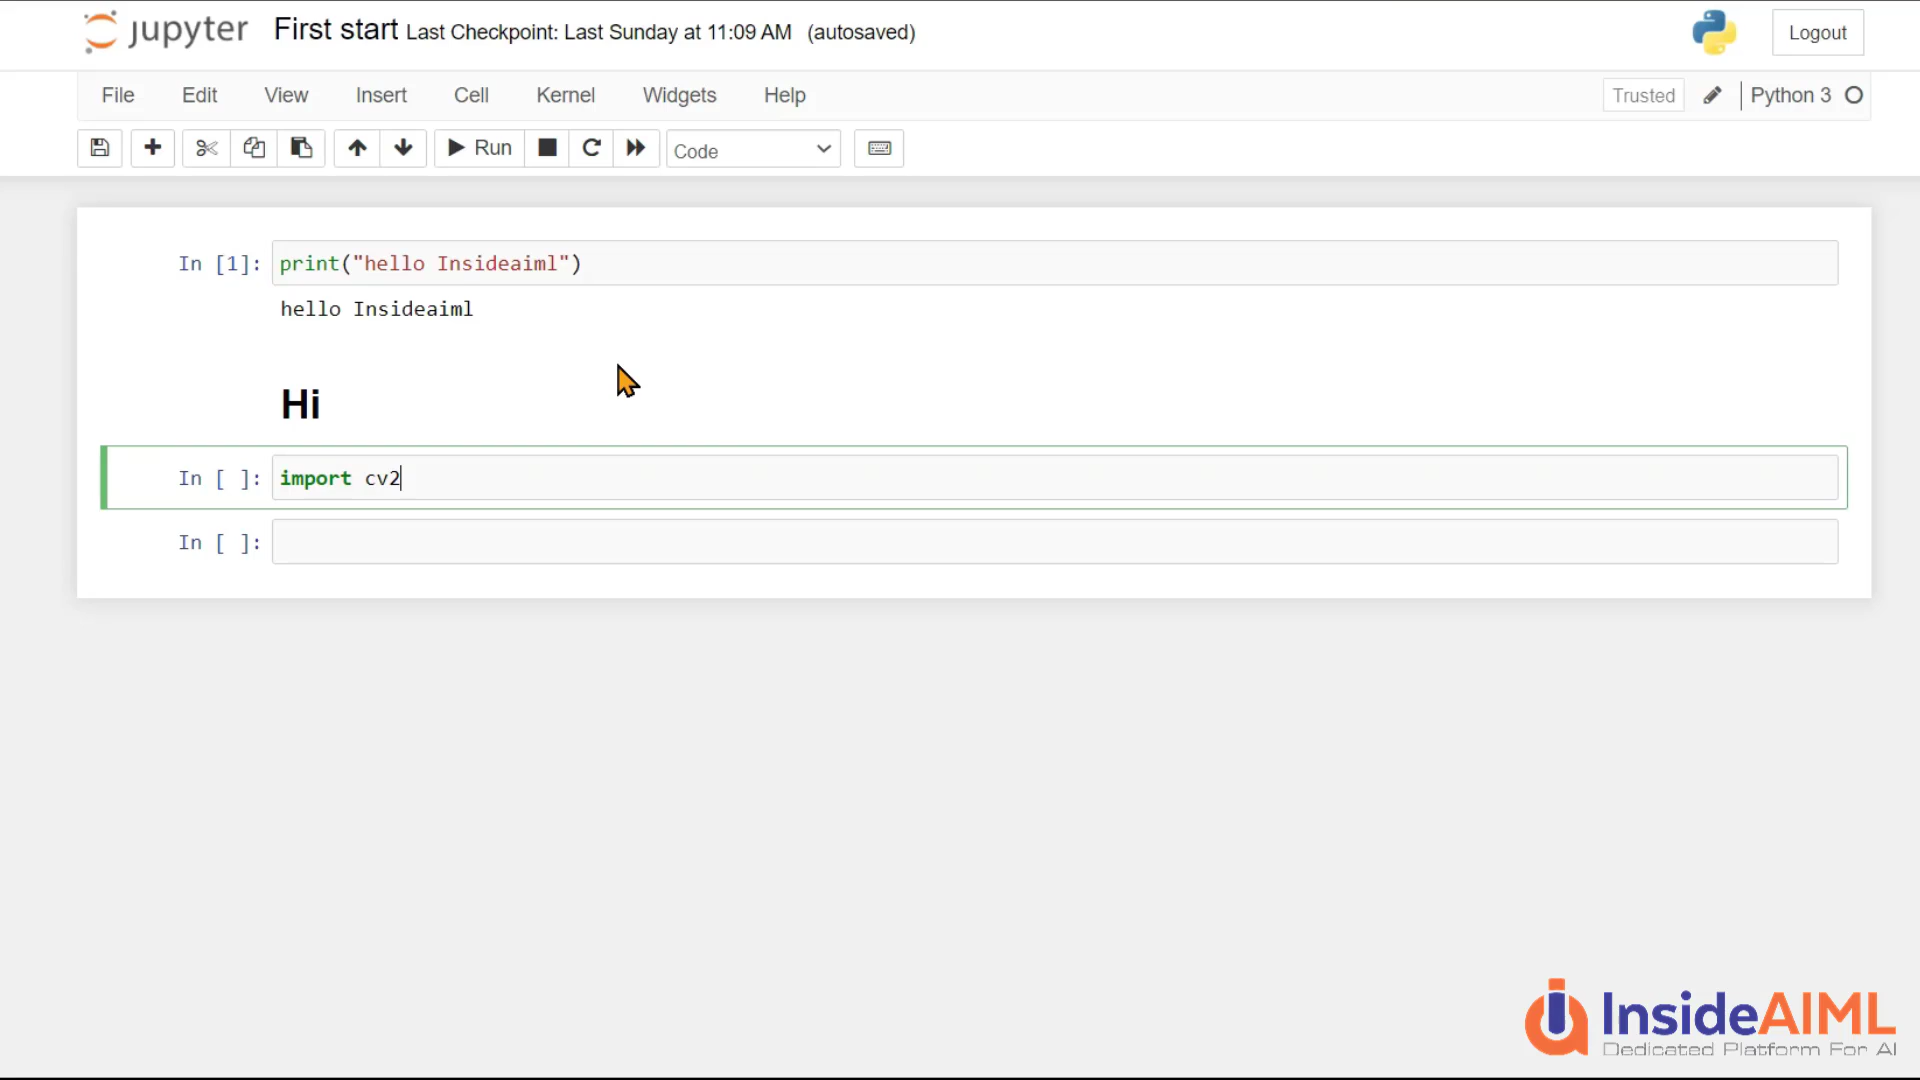 jupyter First start Last Checkpoint: Last Sunday at 11:09 AM (autosaved) Logout
File Edit View Insert Cell Kernel Widgets Help Trusted Python 3
Run Code
In [1]: print("hello Insideaiml")
hello Insideaiml
Hi
In [ ]: import cv2
In [ ]:
InsideAIML
Dedicated Platform For AI